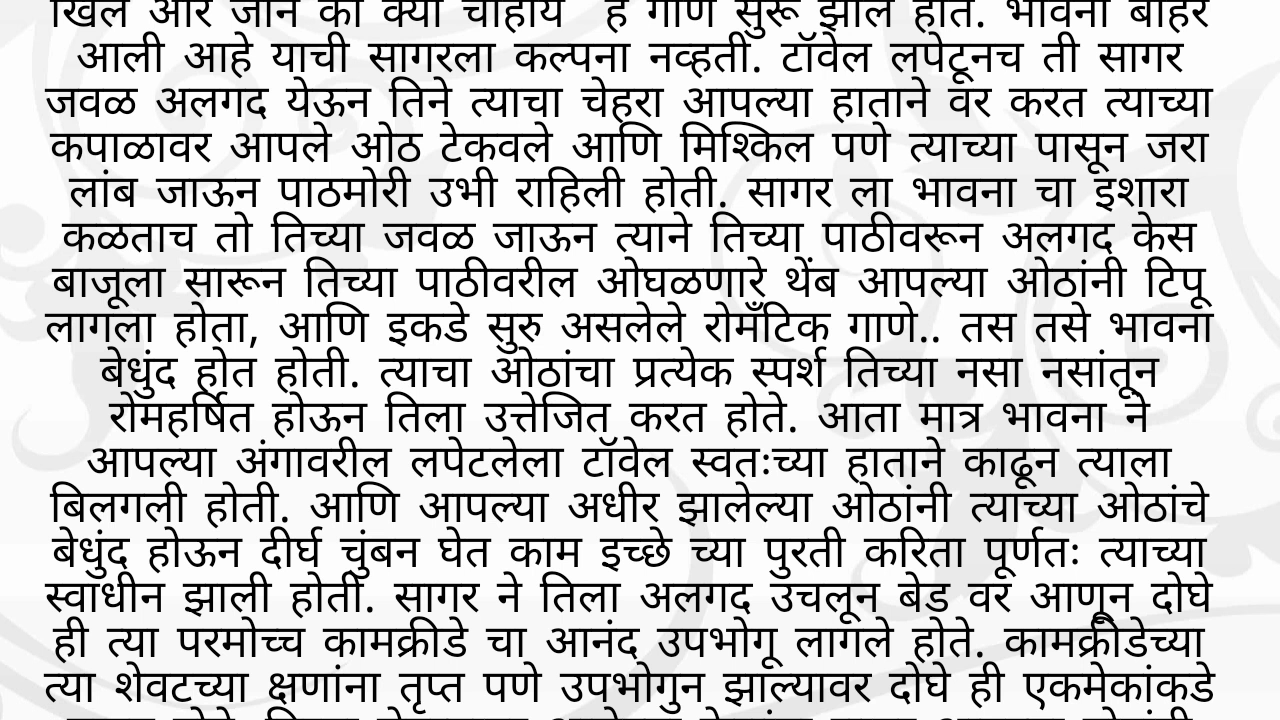 खिले और जान को क्या चाहिये हे गाणे सुरू झाले होते. भावना बाहेर
आली आहे याची सागरला कल्पना नव्हती. टॉवेल लपेटूनच ती सागर
जवळ अलगद येऊन तिने त्याचा चेहरा आपल्या हाताने वर करत त्याच्या
कपाळावर आपले ओठ टेकवले आणि मिश्किल पणे त्याच्या पासून जरा
लांब जाऊन पाठमोरी उभी राहिली होती. सागर ला भावना चा इशारा
कळताच तो तिच्या जवळ जाऊन त्याने तिच्या पाठीवरून अलगद केस
बाजूला सारून तिच्या पाठीवरील ओघळणारे थेंब आपल्या ओठांनी टिपू
लागला होता, आणि इकडे सुरु असलेले रोमँटिक गाणे.. तस तसे भावना
बेधुंद होत होती. त्याचा ओठांचा प्रत्येक स्पर्श तिच्या नसा नसांतून
रोमहर्षित होऊन तिला उत्तेजित करत होते. आता मात्र भावना ने
आपल्या अंगावरील लपेटलेला टॉवेल स्वतःच्या हाताने काढून त्याला
बिलगली होती. आणि आपल्या अधीर झालेल्या ओठांनी त्याच्या ओठांचे
बेधुंद होऊन दीर्घ चुंबन घेत काम इच्छे च्या पुरती करिता पूर्णतः त्याच्या
स्वाधीन झाली होती. सागर ने तिला अलगद उचलून बेड वर आणून दोघे
ही त्या परमोच्च कामक्रीडे चा आनंद उपभोगू लागले होते. कामक्रीडेच्या
त्या शेवटच्या क्षणांना तृप्त पणे उपभोगुन झाल्यावर दोघे ही एकमेकांकडे